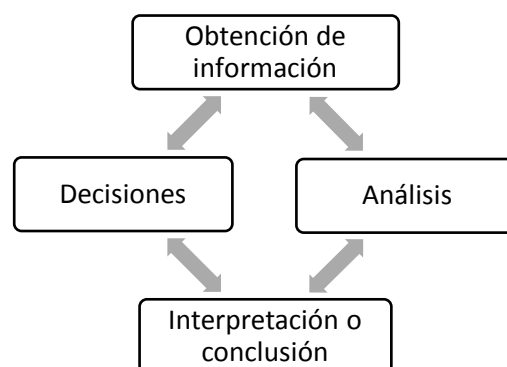 Obtención de
información
Decisiones
Análisis
Interpretación o
conclusión